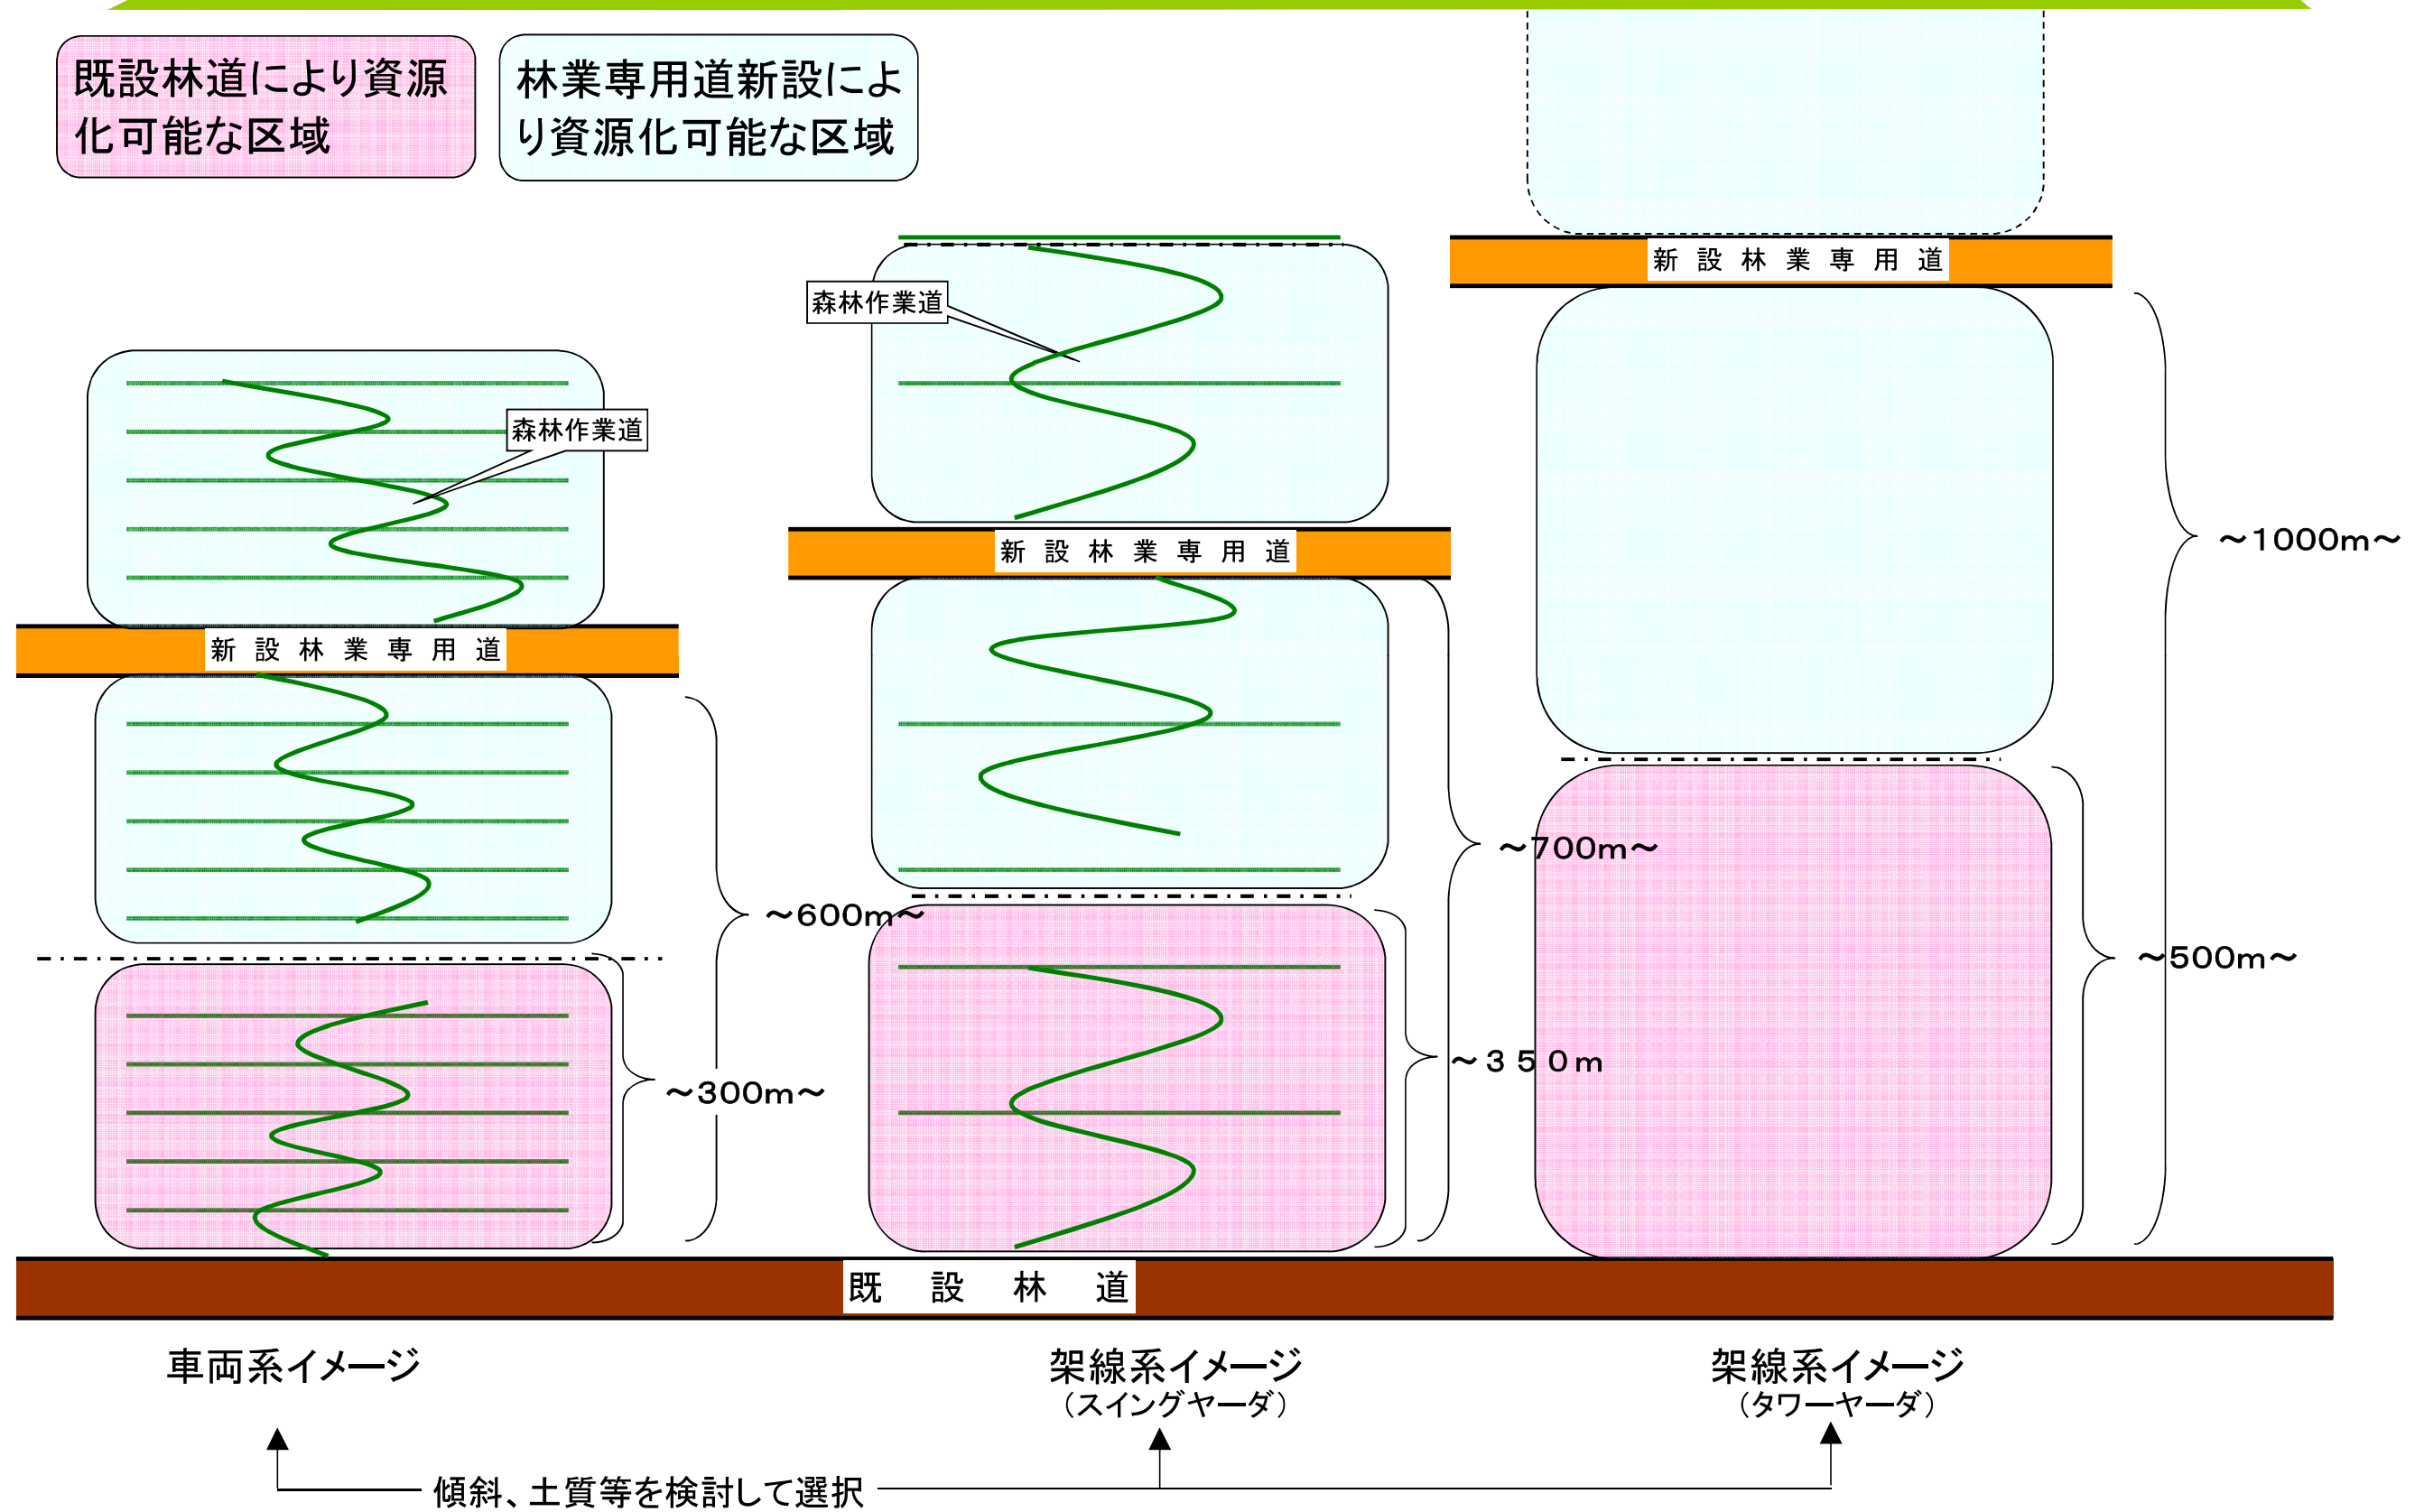 既設林道により資源
化可能な区域
林業専用道新設によ
り資源化可能な区域
新設林業専用道
森林作業道
森林作業道
新設林業専用道
～1000m～
新設林業専用道
～700m～
～600m～
～500m～
～350m
～300m～
既設林道
車両系イメージ
架線系イメージ
（スイングヤーダ）
架線系イメージ
（タワーヤーダ）
傾斜、土質等を検討して選択